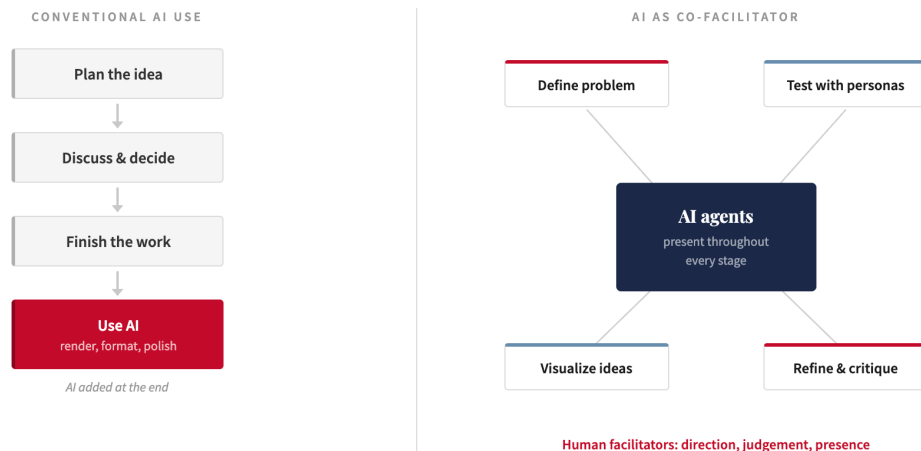 CONVENTIONAL AI USE
Plan the idea
Discuss & decide
Finish the work
Use AI
render, format, polish
AI added at the end
AI AS CO-FACILITATOR
Define problem
Test with personas
AI agents
present throughout
every stage
Visualize ideas
Refine & critique
Human facilitators: direction, judgement, presence